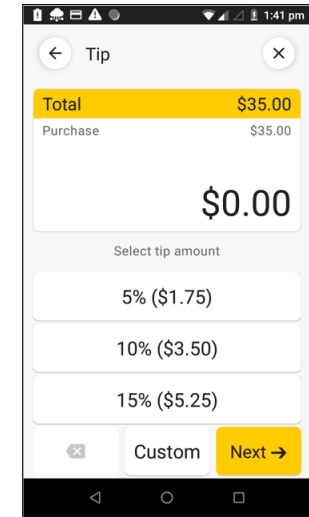 1:41 pm
Tip
Total $35.00
Purchase $35.00
$0.00
Select tip amount
5% ($1.75)
10% ($3.50)
15% ($5.25)
Custom Next →